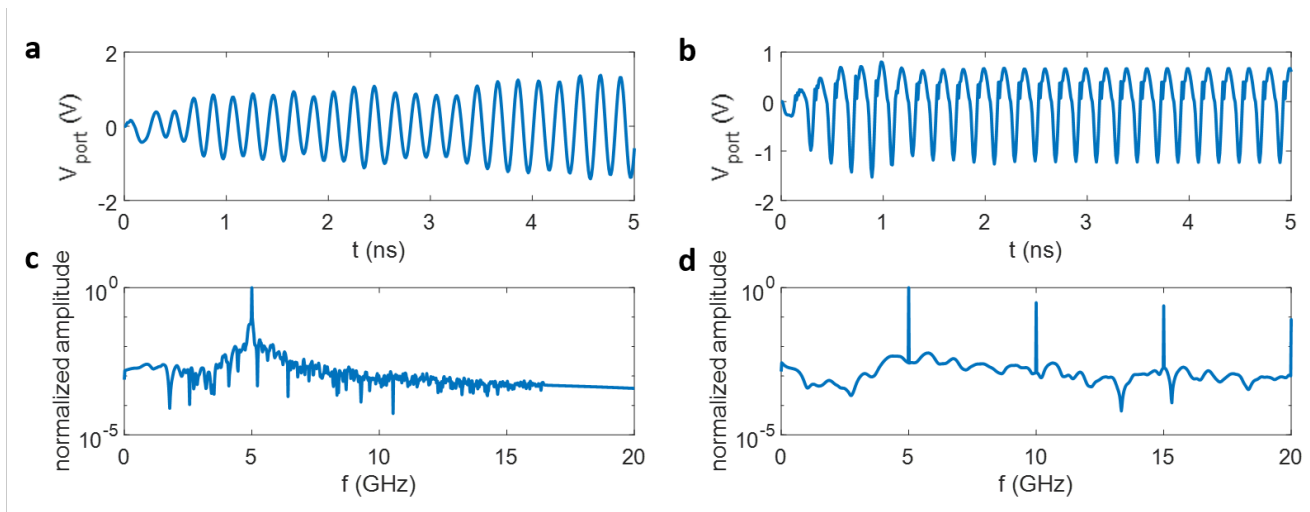 a
2
0
-2
V_port (V)
0 1 2 3 4 5
t (ns)
b
1
0
-1
-2
V_port (V)
0 1 2 3 4 5
t (ns)
c
normalized amplitude
10^0
10^-5
0 5 10 15 20
f (GHz)
d
normalized amplitude
10^0
10^-5
0 5 10 15 20
f (GHz)